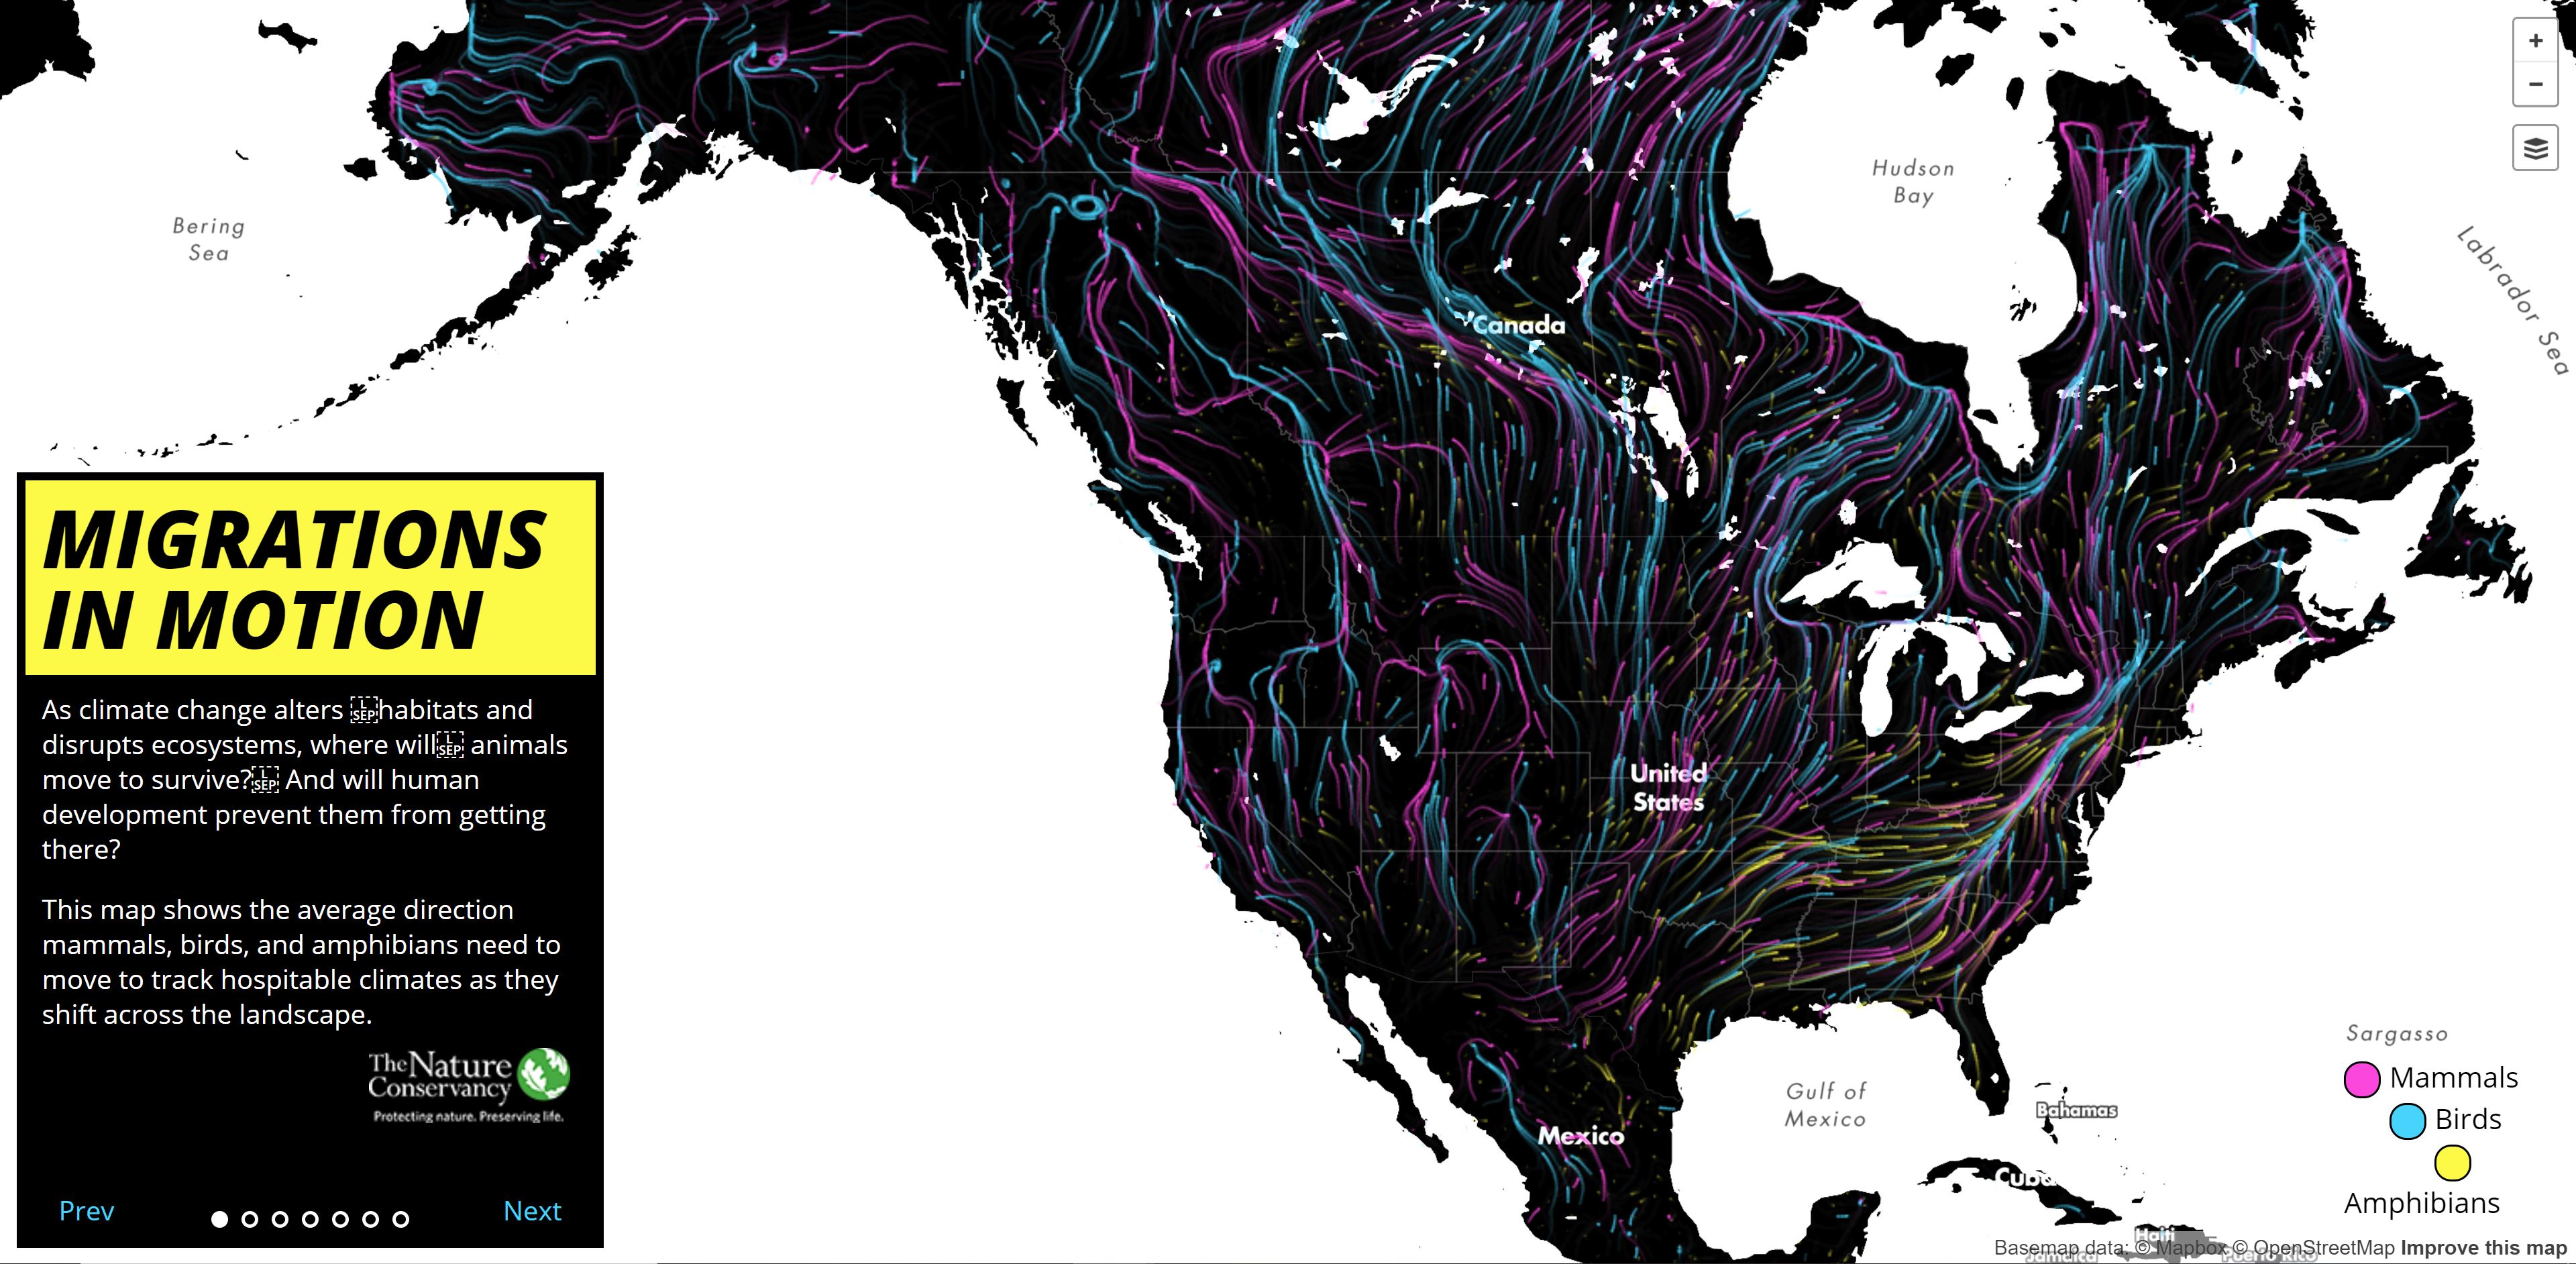 Hudson
Bay
Bering
Sea
Labrador Sea
Canada
MIGRATIONS
IN MOTION
As climate change alters habitats and
disrupts ecosystems, where will animals
move to survive? And will human
development prevent them from getting
there?
This map shows the average direction
mammals, birds, and amphibians need to
move to track hospitable climates as they
shift across the landscape.
The Nature
Conservancy
Protecting nature. Preserving life.
Prev
Next
United
States
Gulf of
Mexico
Mexico
Bahamas
Cuba
Sargasso
Mammals
Birds
Amphibians
Haiti
Jamaica
Puerto Rico
Basemap data: © Mapbox © OpenStreetMap Improve this map